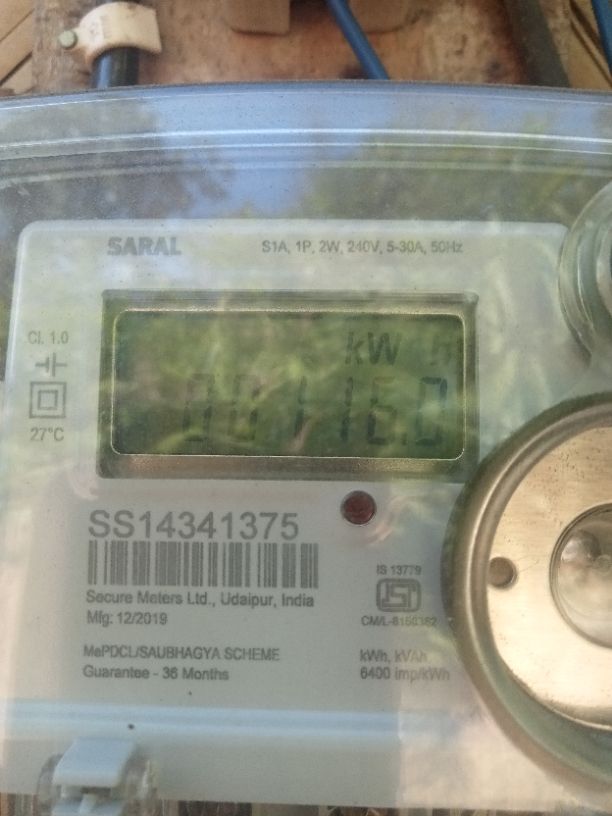 SARAL
S1A, 1P, 2W, 240V, 5-30A, 50Hz
Cl. 1.0
kW h
00116.0
27°C
SS14341375
Secure Meters Ltd., Udaipur, India
Mfg: 12/2019
IS 13779
ISI
CM/L-8150352
MePDCL/SAUBHAGYA SCHEME
Guarantee - 36 Months
kWh, kVAh
6400 imp/kWh